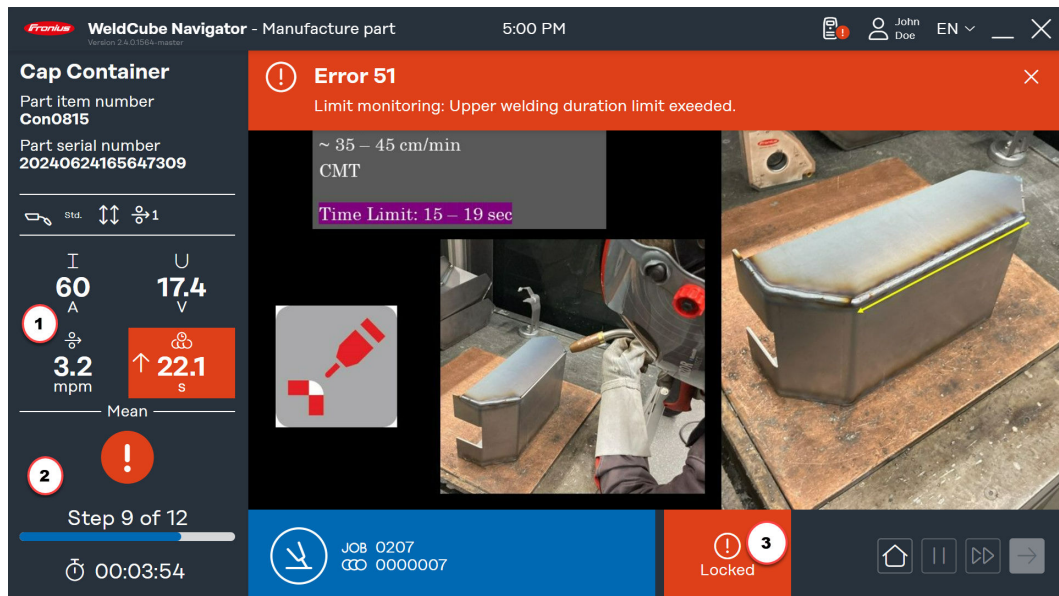 Fronius WeldCube Navigator - Manufacture part 5:00 PM John Doe EN
Version 2.4.0.1564-master
Cap Container
Part item number
Con0815
Part serial number
20240624165647309
Std. 1
I U
60 17.4
A V
1
3.2 22.1
mpm s
Mean
!
2
Step 9 of 12
00:03:54
! Error 51
Limit monitoring: Upper welding duration limit exeeded.
~ 35 – 45 cm/min
CMT
Time Limit: 15 – 19 sec
Fronius
JOB 0207
0000007
! 3
Locked